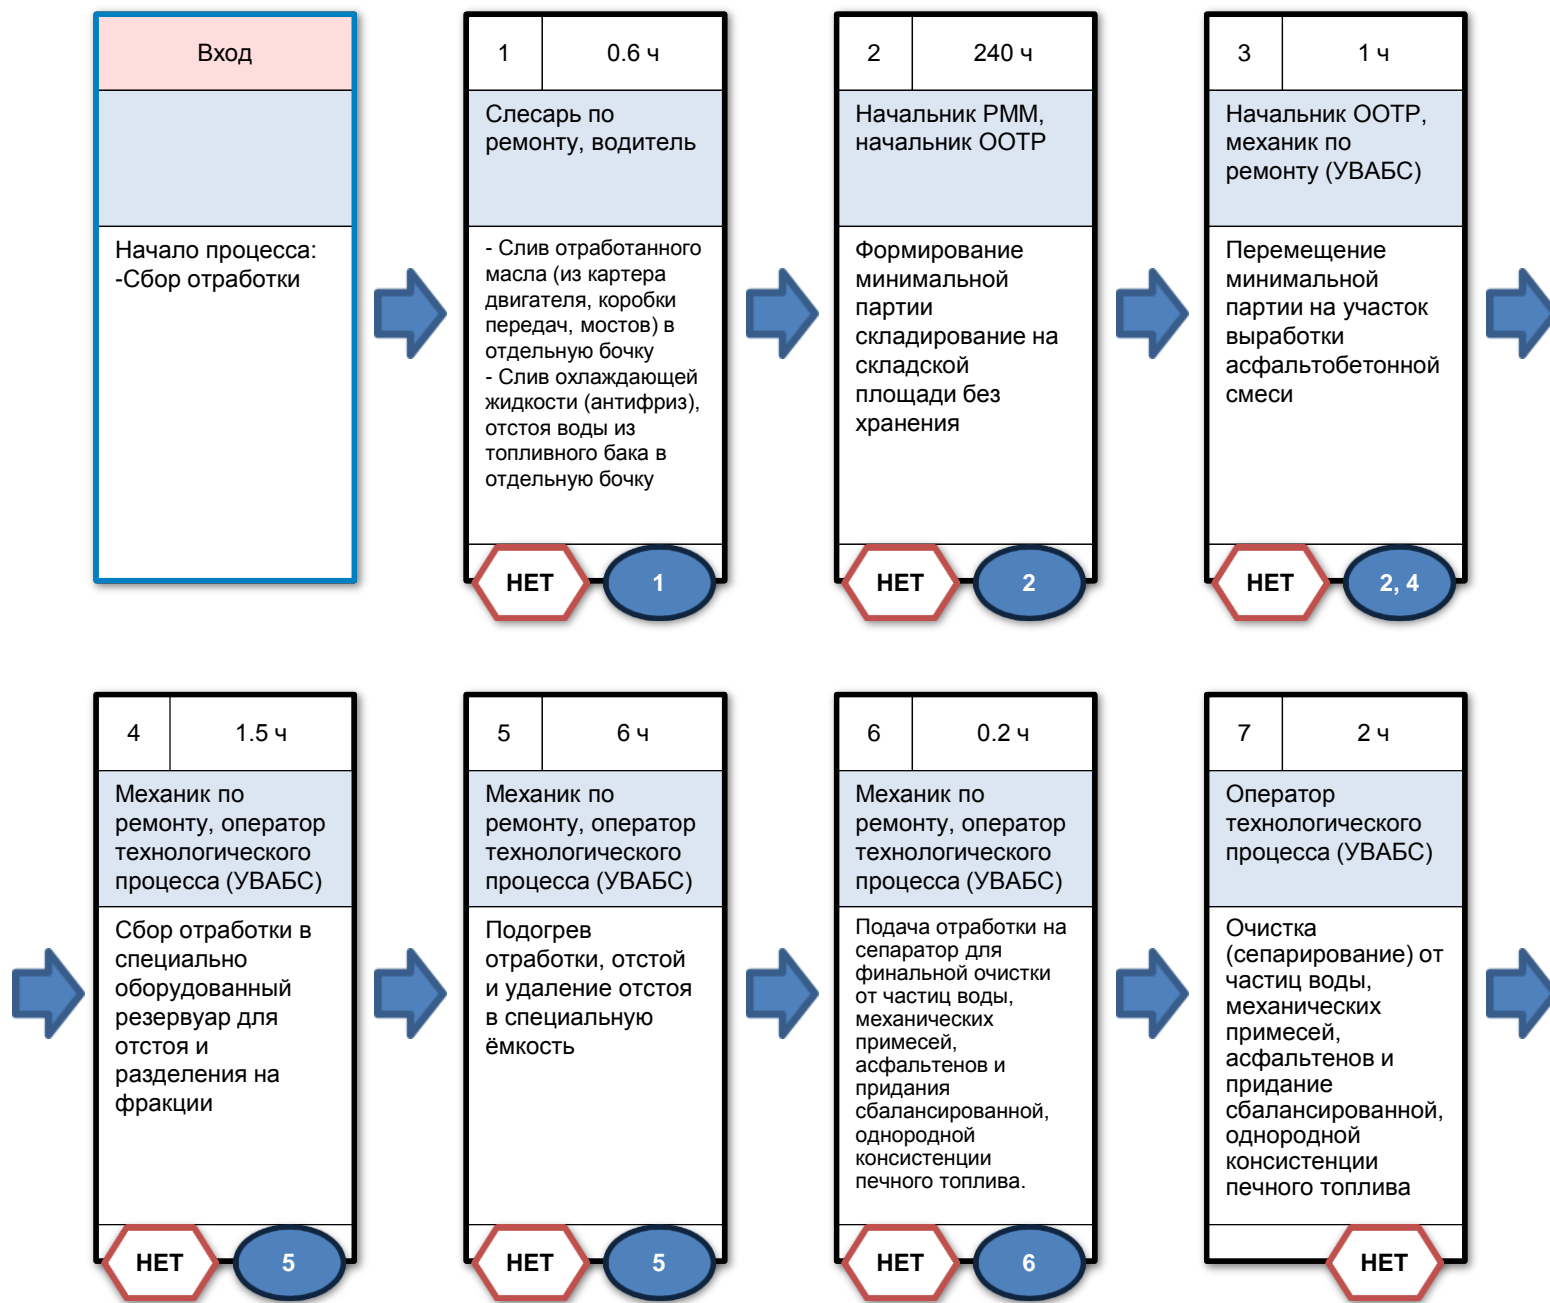 Вход
Начало процесса:
-Сбор отработки
1
0.6 ч
Слесарь по
ремонту, водитель
- Слив отработанного
масла (из картера
двигателя, коробки
передач, мостов) в
отдельную бочку
- Слив охлаждающей
жидкости (антифриз),
отстоя воды из
топливного бака в
отдельную бочку
НЕТ
1
2
240 ч
Начальник РММ,
начальник ООТР
Формирование
минимальной
партии
складирование на
складской
площади без
хранения
НЕТ
2
3
1 ч
Начальник ООТР,
механик по
ремонту (УВАБС)
Перемещение
минимальной
партии на участок
выработки
асфальтобетонной
смеси
НЕТ
2, 4
4
1.5 ч
Механик по
ремонту, оператор
технологического
процесса (УВАБС)
Сбор отработки в
специально
оборудованный
резервуар для
отстоя и
разделения на
фракции
НЕТ
5
5
6 ч
Механик по
ремонту, оператор
технологического
процесса (УВАБС)
Подогрев
отработки, отстой
и удаление отстоя
в специальную
ёмкость
НЕТ
5
6
0.2 ч
Механик по
ремонту, оператор
технологического
процесса (УВАБС)
Подача отработки на
сепаратор для
финальной очистки
от частиц воды,
механических
примесей,
асфальтенов и
придания
сбалансированной,
однородной
консистенции
печного топлива.
НЕТ
6
7
2 ч
Оператор
технологического
процесса (УВАБС)
Очистка
(сепарирование) от
частиц воды,
механических
примесей,
асфальтенов и
придание
сбалансированной,
однородной
консистенции
печного топлива
НЕТ